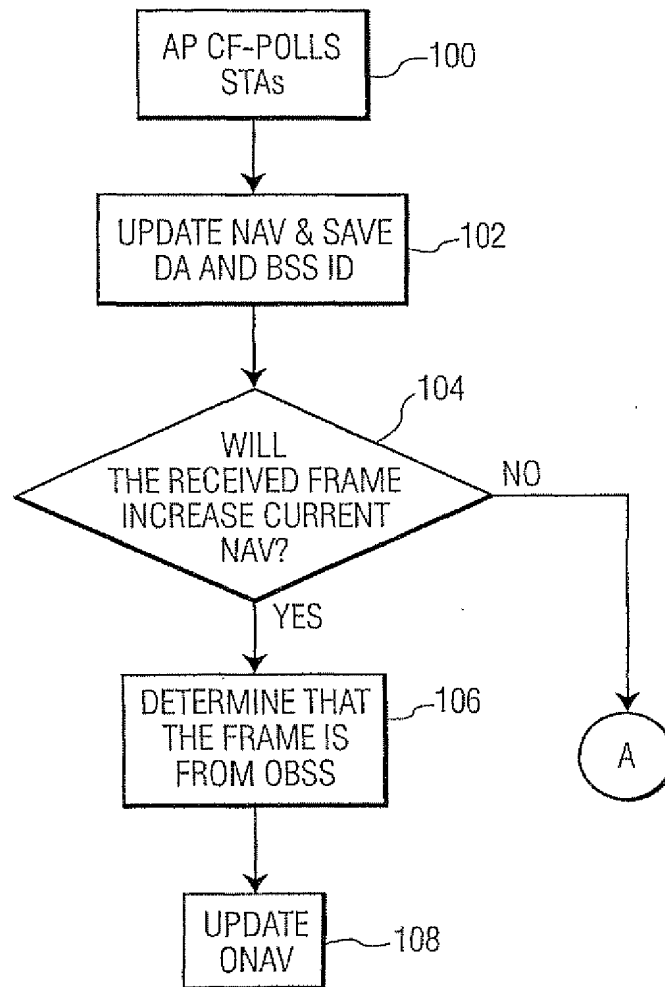 AP CF-POLLS
STAs
100
UPDATE NAV & SAVE
DA AND BSS ID
102
104
WILL
THE RECEIVED FRAME
INCREASE CURRENT
NAV?
NO
YES
DETERMINE THAT
THE FRAME IS
FROM OBSS
106
A
UPDATE
ONAV
108